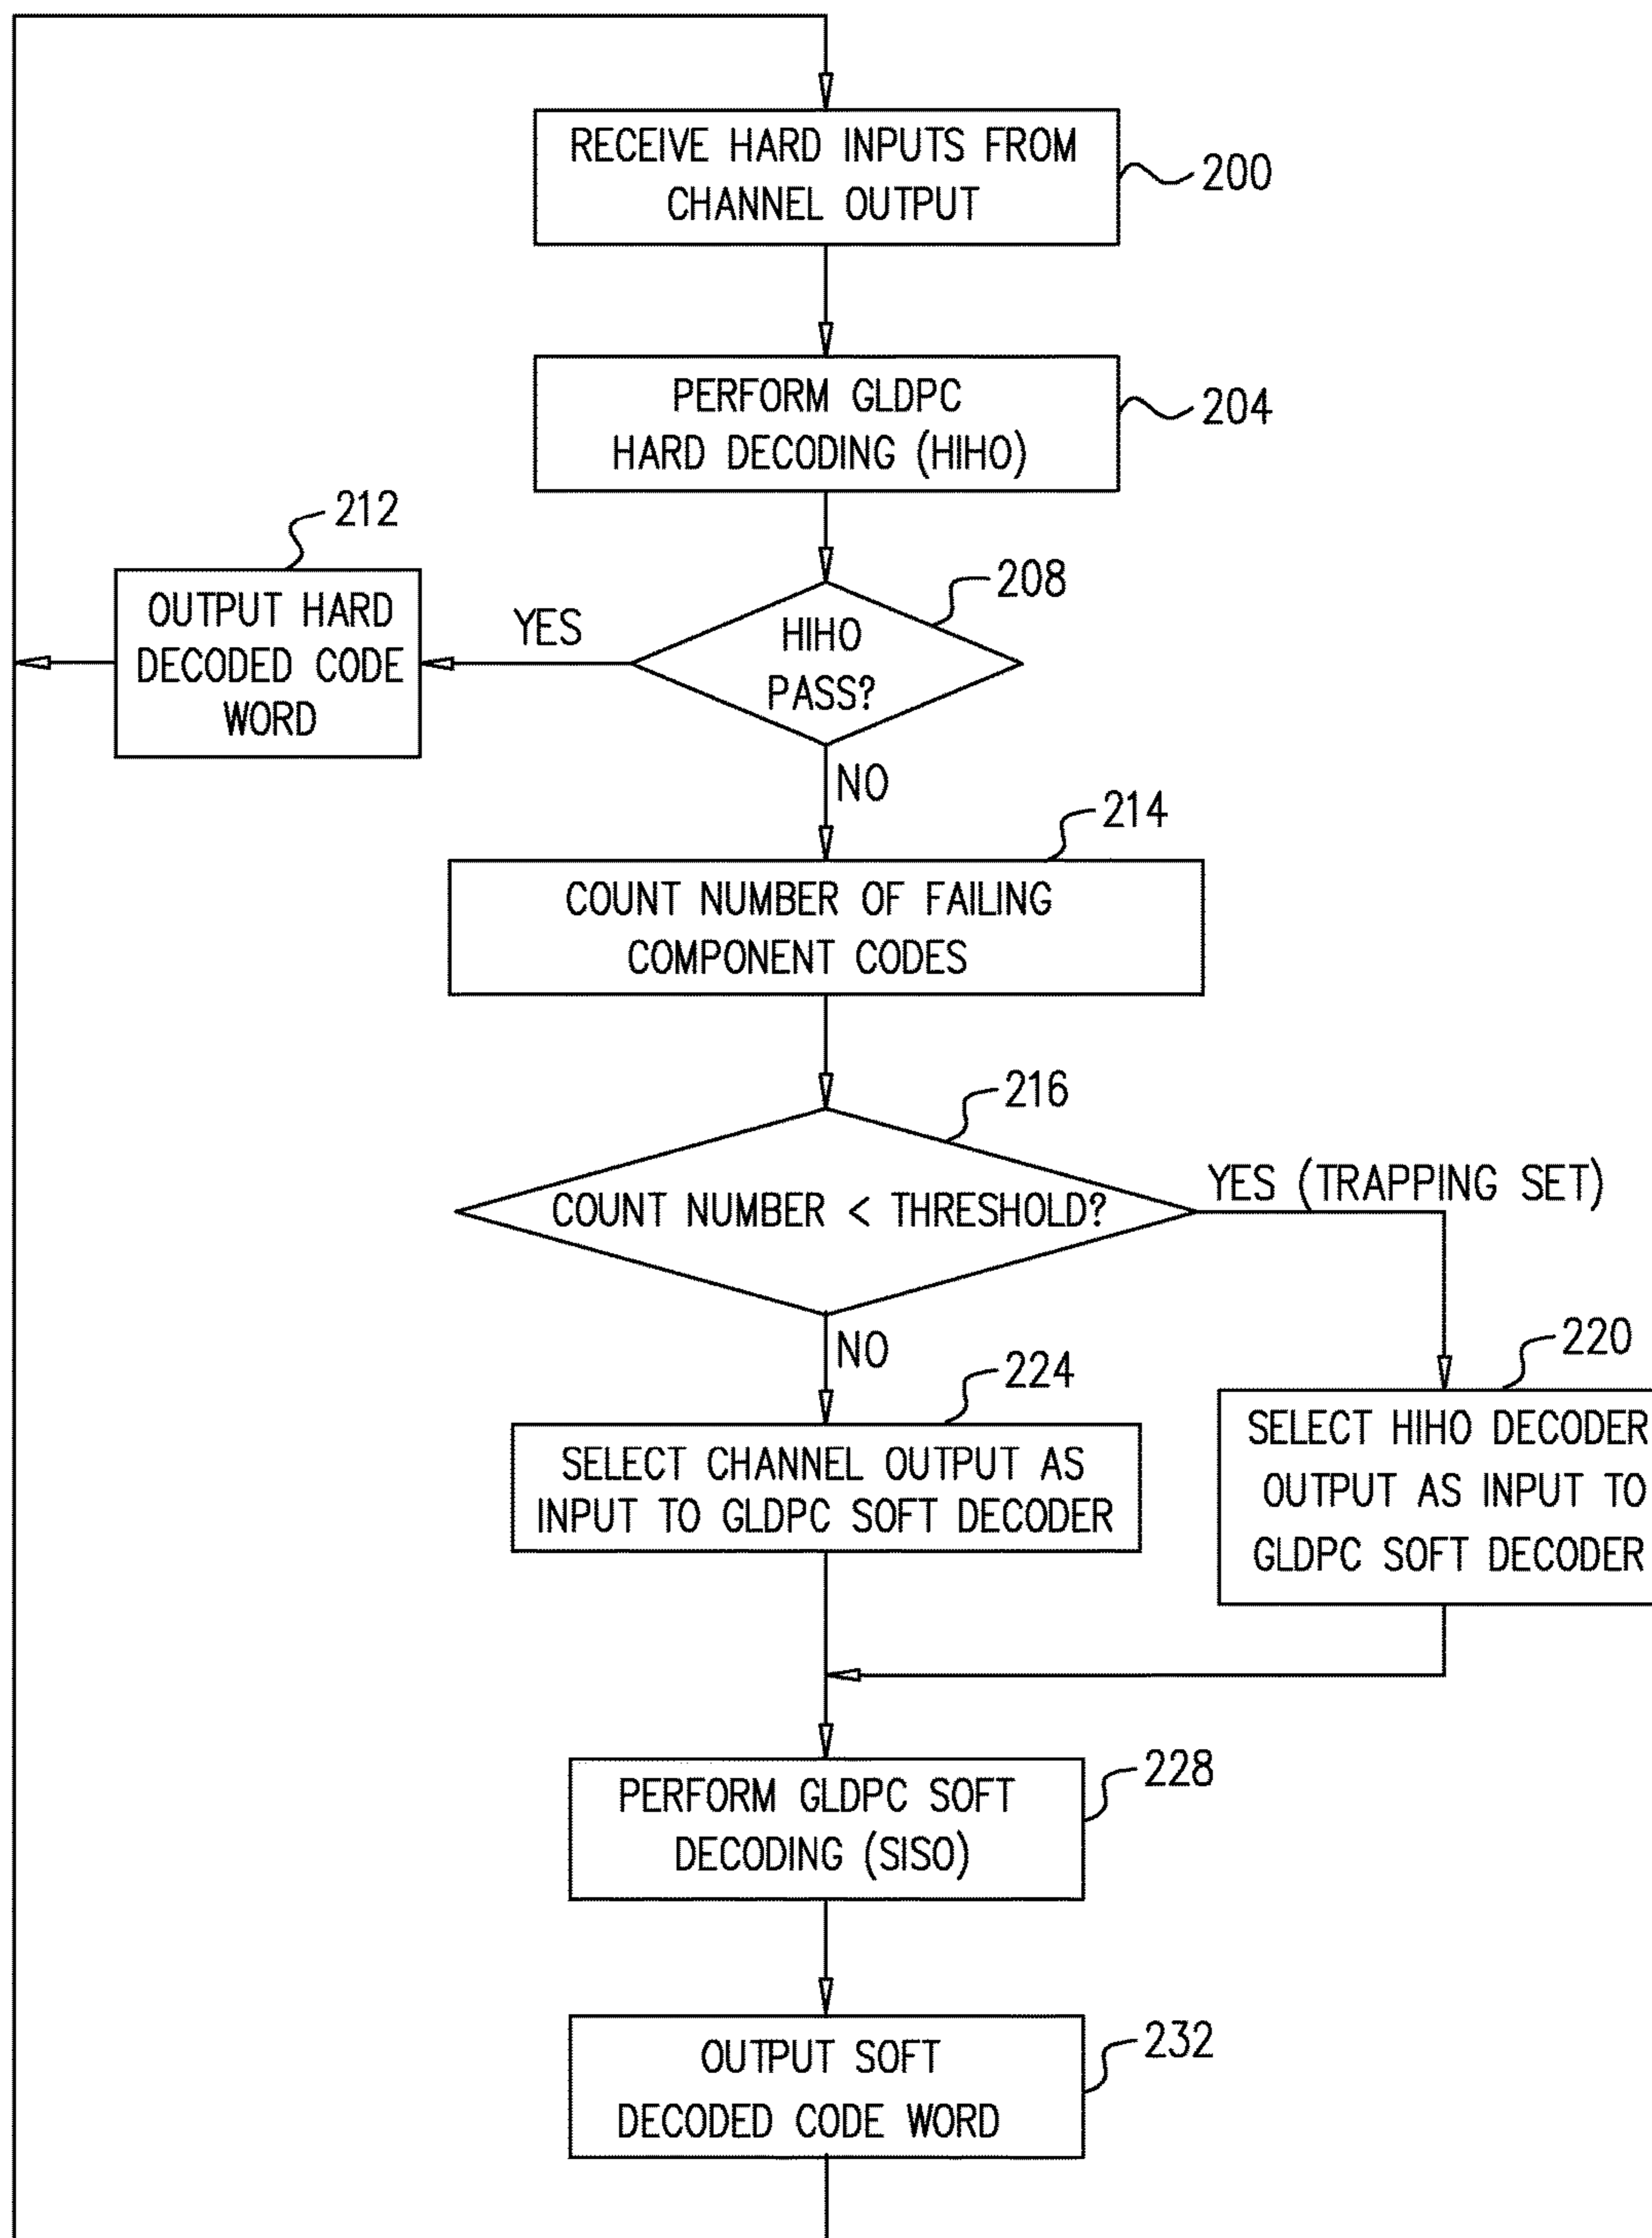 RECEIVE HARD INPUTS FROM
CHANNEL OUTPUT
200
PERFORM GLDPC
HARD DECODING (HIHO)
204
212
OUTPUT HARD
DECODED CODE
WORD
YES
208
HIHO
PASS?
NO
214
COUNT NUMBER OF FAILING
COMPONENT CODES
216
COUNT NUMBER < THRESHOLD?
YES (TRAPPING SET)
NO
224
SELECT CHANNEL OUTPUT AS
INPUT TO GLDPC SOFT DECODER
220
SELECT HIHO DECODER
OUTPUT AS INPUT TO
GLDPC SOFT DECODER
PERFORM GLDPC SOFT
DECODING (SISO)
228
OUTPUT SOFT
DECODED CODE WORD
232